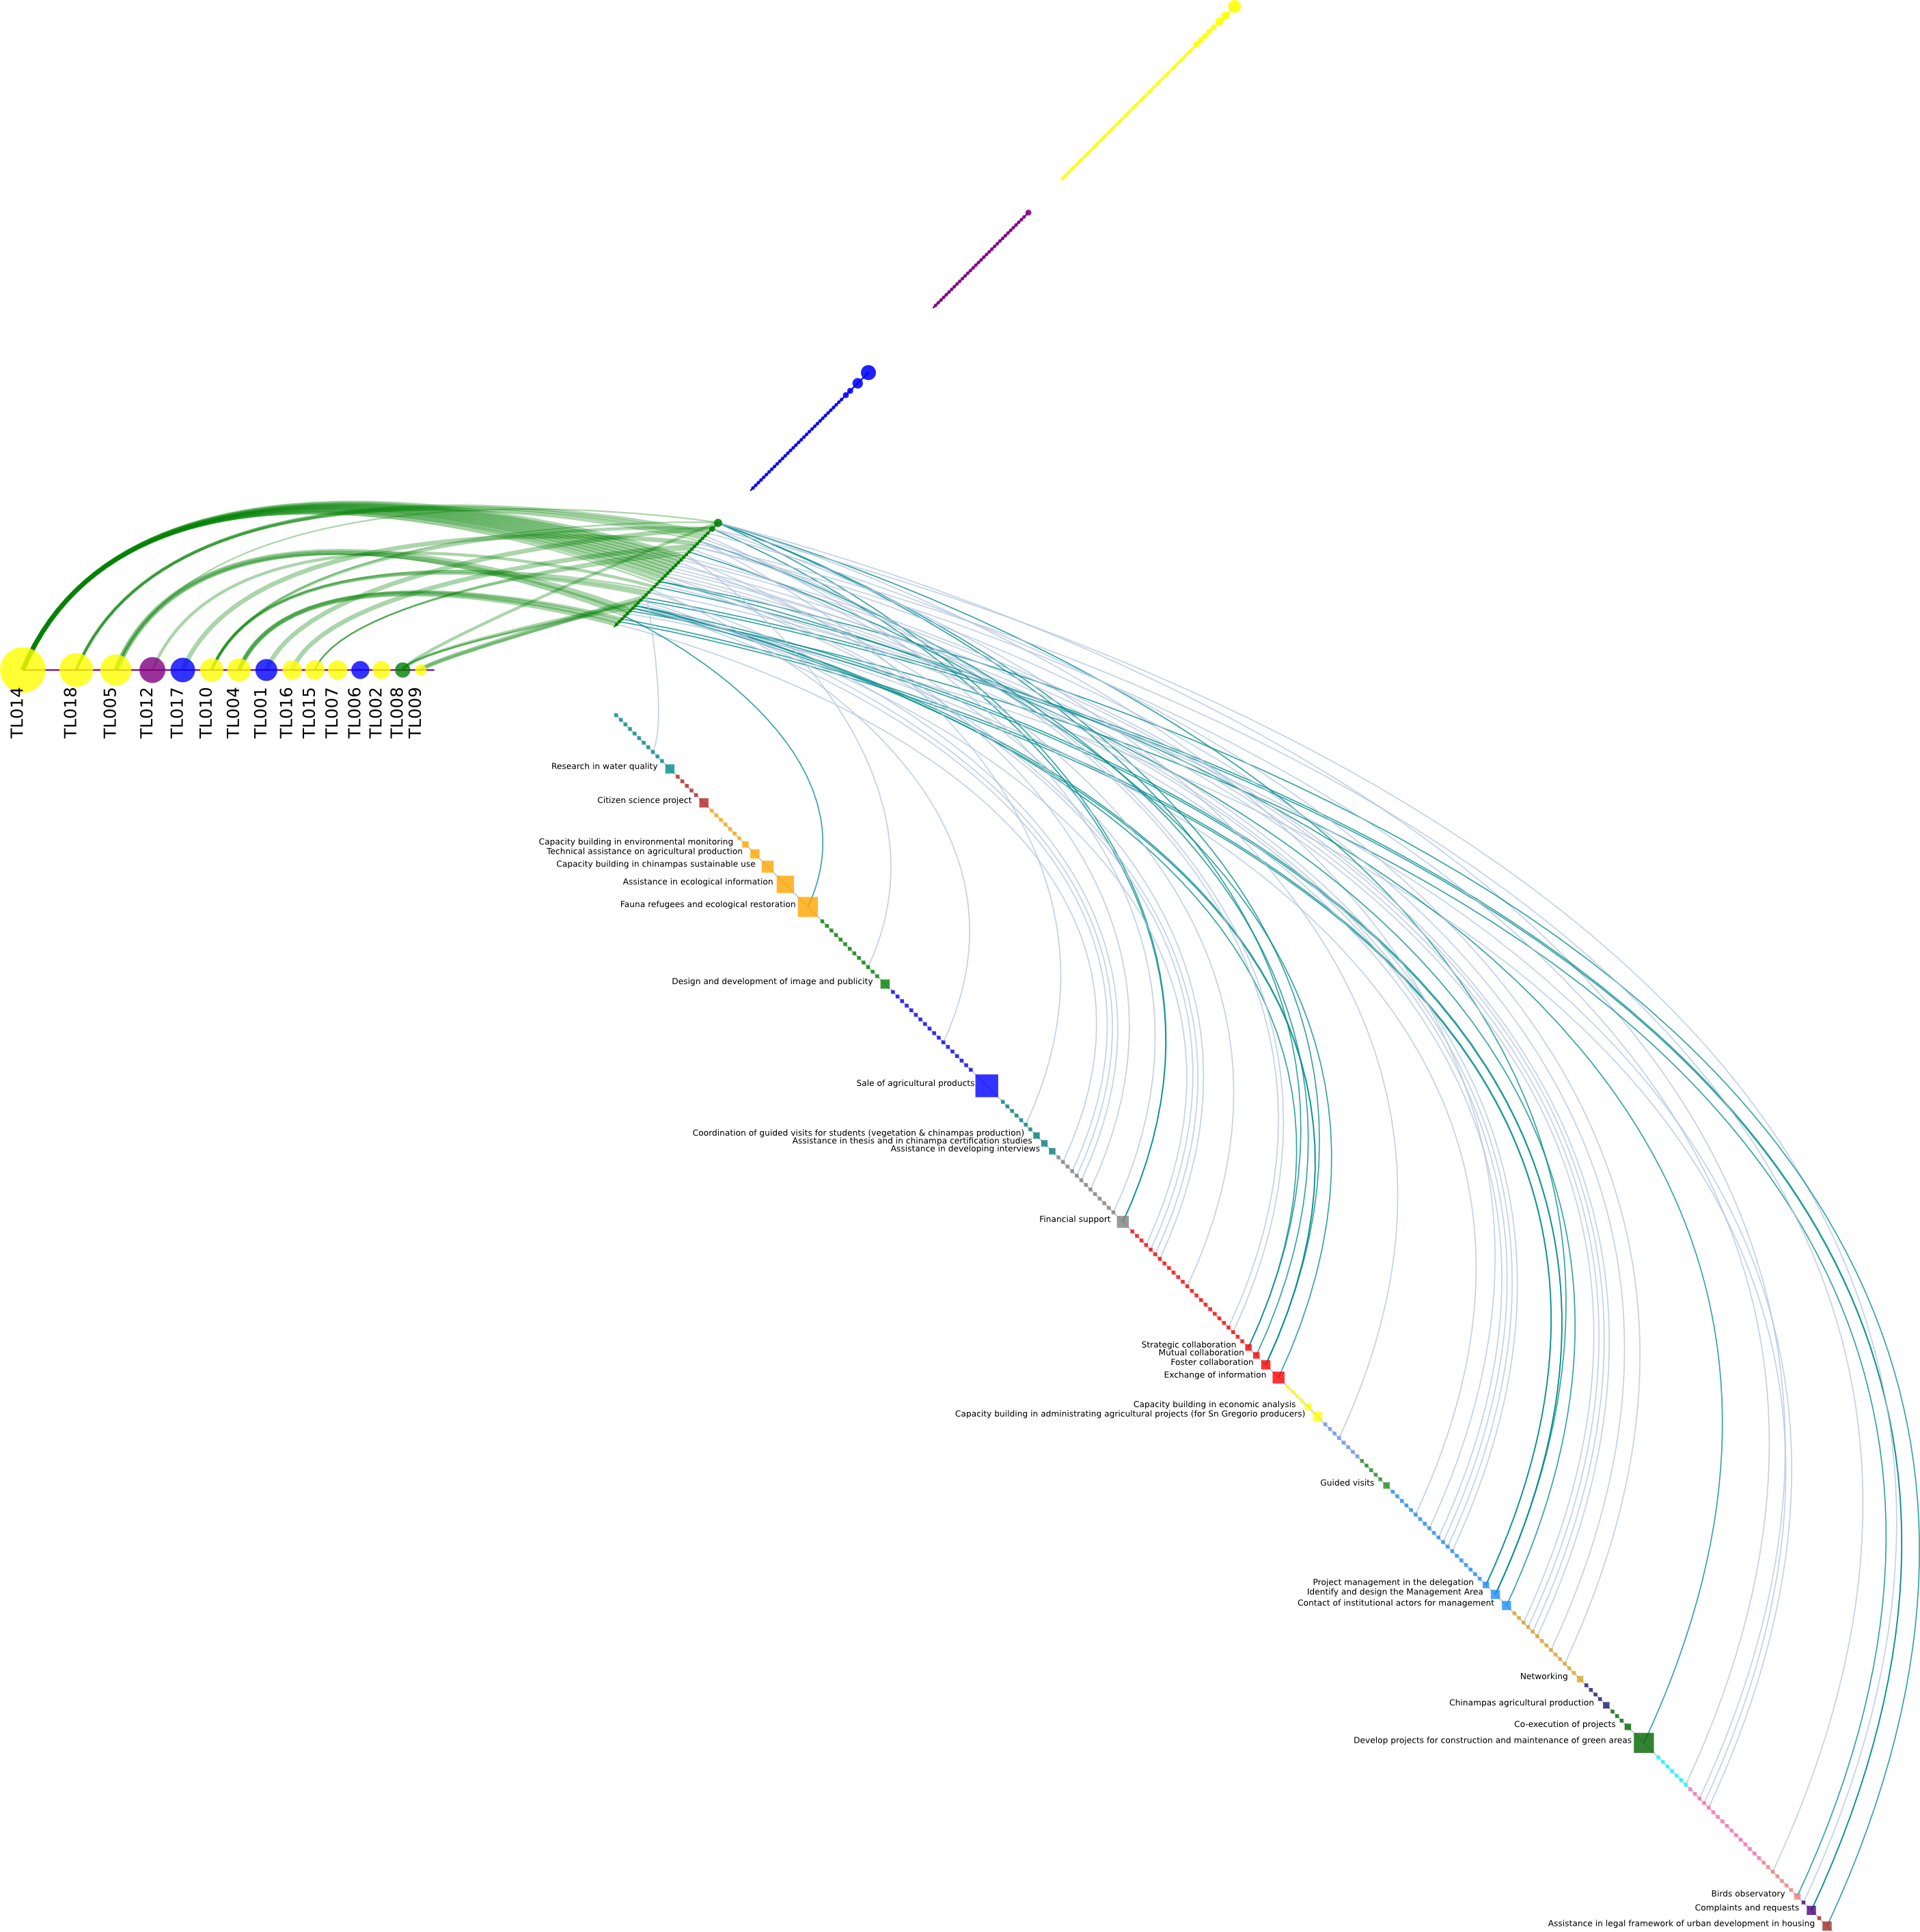 TL014
TL018
TL005
TL012
TL017
TL010
TL004
TL001
TL016
TL015
TL007
TL006
TL002
TL008
TL009
Research in water quality
Citizen science project
Capacity building in environmental monitoring
Technical assistance on agricultural production
Capacity building in chinampas sustainable use
Assistance in ecological information
Fauna refugees and ecological restoration
Design and development of image and publicity
Sale of agricultural products
Coordination of guided visits for students (vegetation & chinampas production)
Assistance in thesis and in chinampa certification studies
Assistance in developing interviews
Financial support
Strategic collaboration
Mutual collaboration
Foster collaboration
Exchange of information
Capacity building in economic analysis
Capacity building in administrating agricultural projects (for Sn Gregorio producers)
Guided visits
Project management in the delegation
Identify and design the Management Area
Contact of institutional actors for management
Networking
Chinampas agricultural production
Co-execution of projects
Develop projects for construction and maintenance of green areas
Birds observatory
Complaints and requests
Assistance in legal framework of urban development in housing